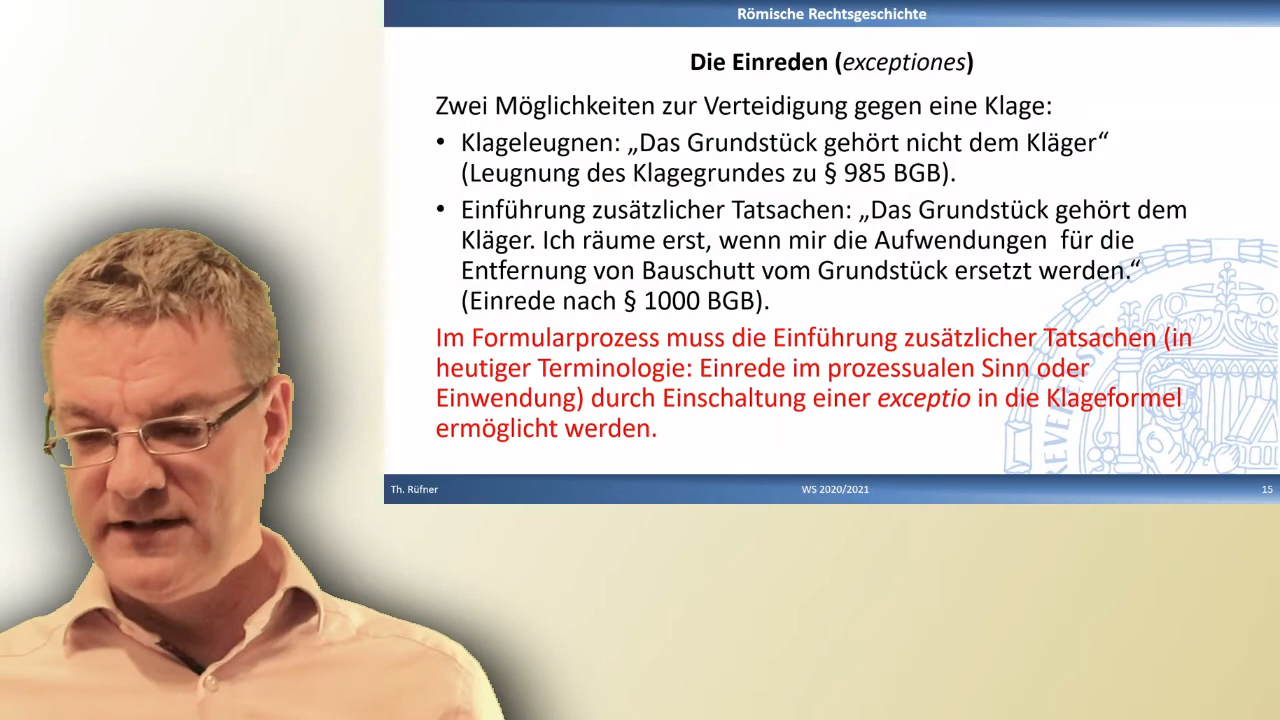 Römische Rechtsgeschichte
Die Einreden (exceptiones)
Zwei Möglichkeiten zur Verteidigung gegen eine Klage:
• Klageleugnen: „Das Grundstück gehört nicht dem Kläger“
(Leugnung des Klagegrundes zu § 985 BGB).
• Einführung zusätzlicher Tatsachen: „Das Grundstück gehört dem
Kläger. Ich räume erst, wenn mir die Aufwendungen für die
Entfernung von Bauschutt vom Grundstück ersetzt werden.“
(Einrede nach § 1000 BGB).
Im Formularprozess muss die Einführung zusätzlicher Tatsachen (in
heutiger Terminologie: Einrede im prozessualen Sinn oder
Einwendung) durch Einschaltung einer exceptio in die Klageformel
ermöglicht werden.
Th. Rüfner
WS 2020/2021
15